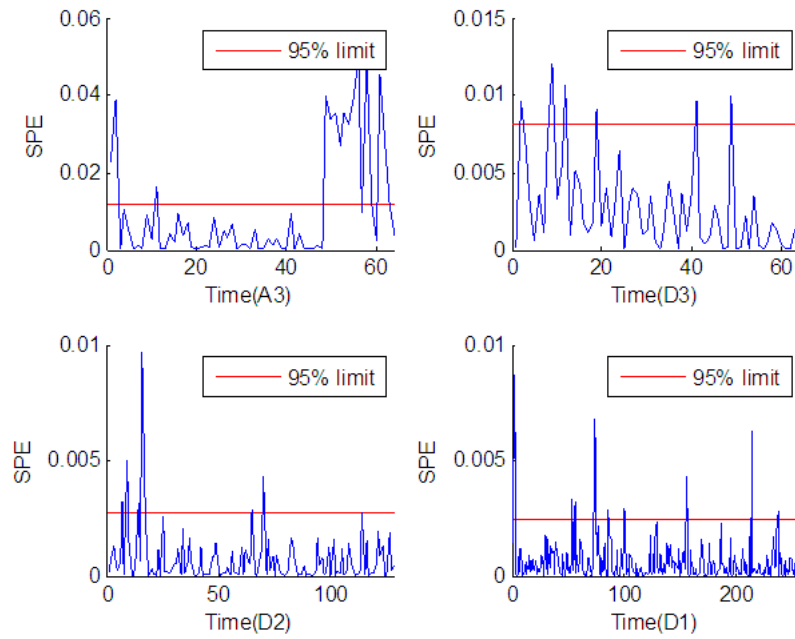 0.06
0.04
0.02
0
SPE
95% limit
0 20 40 60
Time(A3)
0.015
0.01
0.005
0
SPE
95% limit
0 20 40 60
Time(D3)
0.01
0.005
0
SPE
95% limit
0 50 100
Time(D2)
0.01
0.005
0
SPE
95% limit
0 100 200
Time(D1)